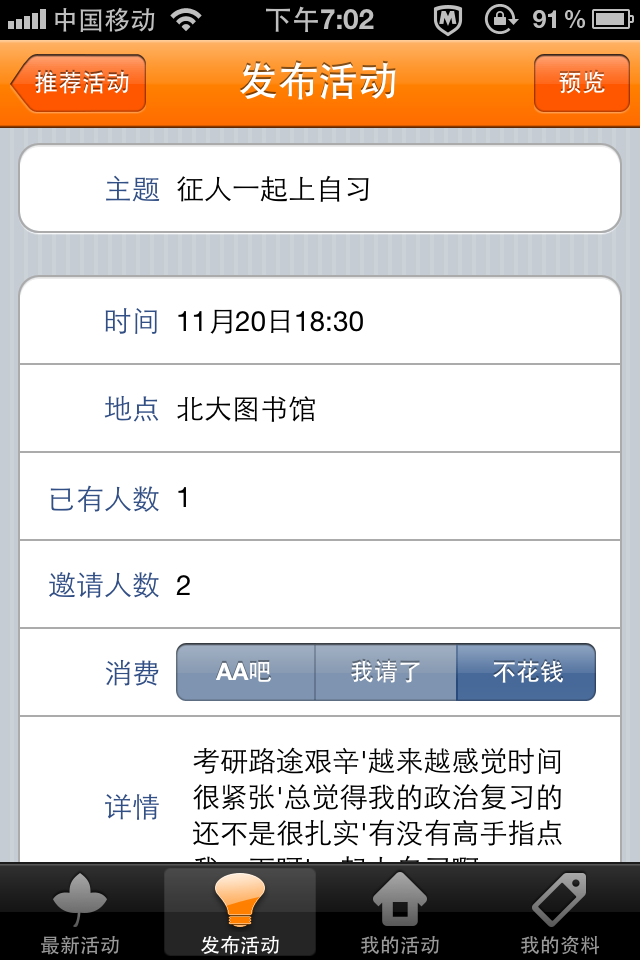 中国移动 下午7:02 91%
推荐活动 发布活动 预览
主题 征人一起上自习
时间 11月20日18:30
地点 北大图书馆
已有人数 1
邀请人数 2
消费 AA吧 我请了 不花钱
详情 考研路途艰辛'越来越感觉时间
很紧张'总觉得我的政治复习的
还不是很扎实'有没有高手指点
最新活动 发布活动 我的活动 我的资料